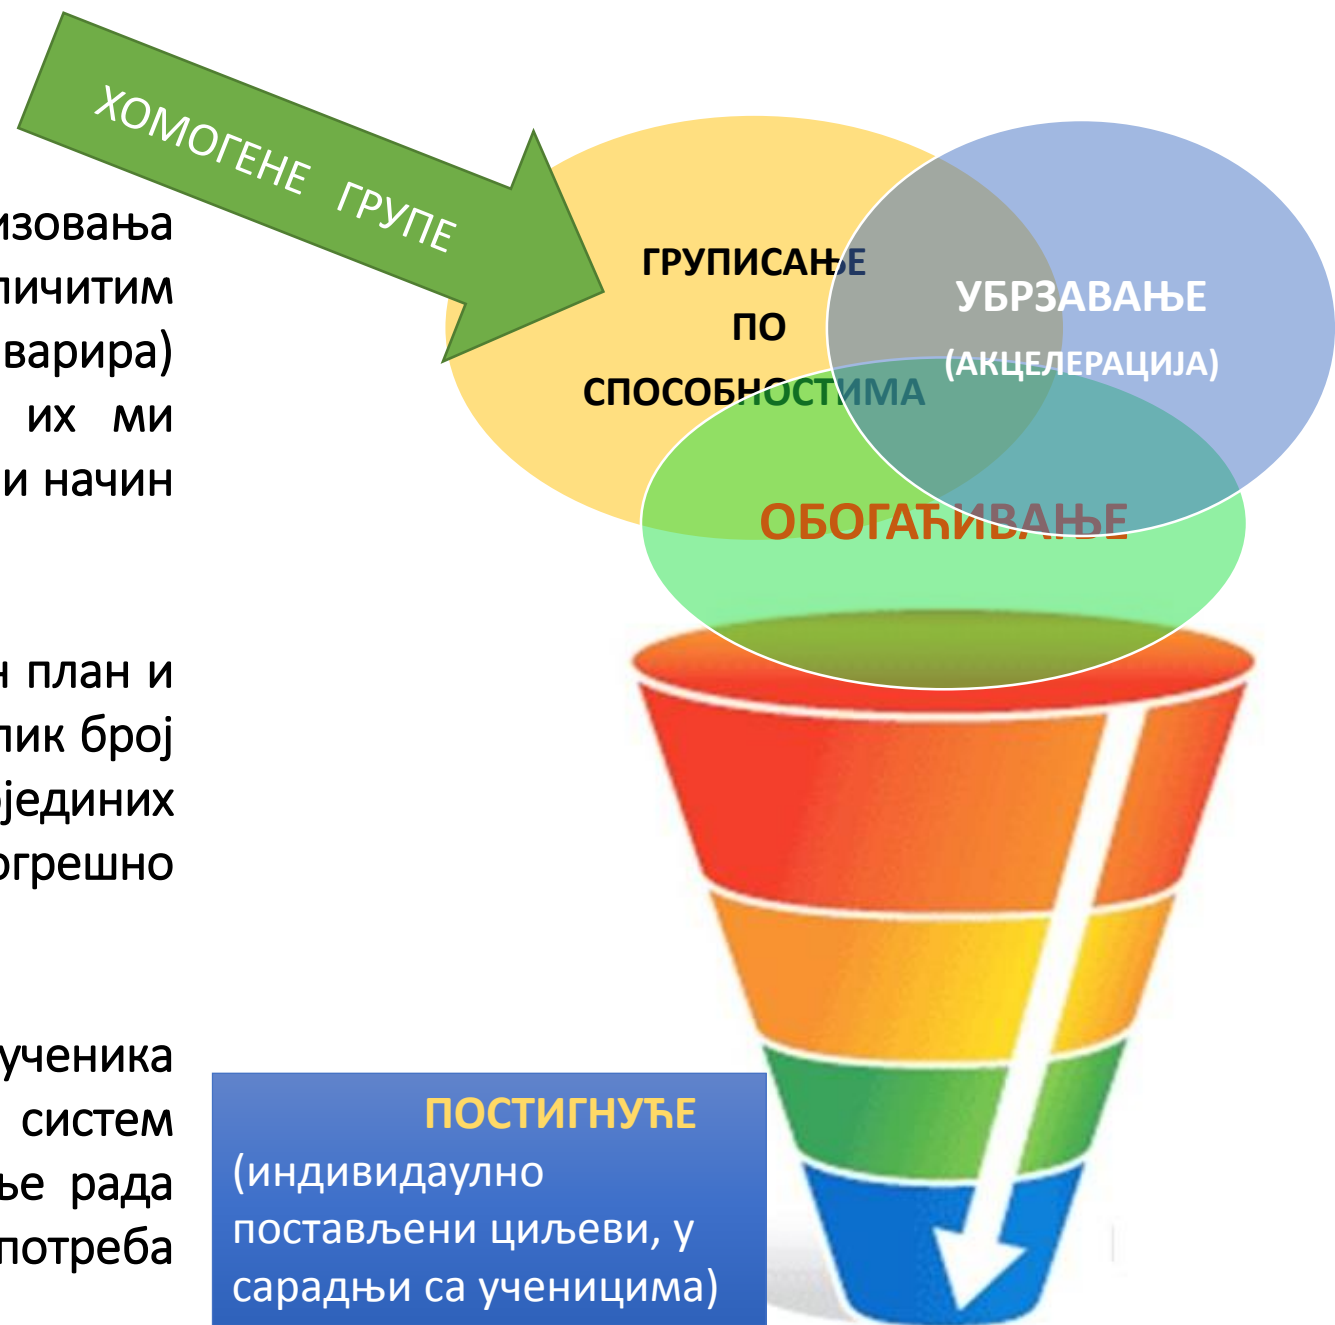 ХОМОГЕНЕ ГРУПЕ
изовања
личитим
варира)
их ми
и начин
план и
лик број
јединих
огрешно
ученика
систем
ње рада
потреба
ГРУПИСАЊЕ
ПО
СПОСОБНОСТИМА
УБРЗАВАЊЕ
(АКЦЕЛЕРАЦИЈА)
ОБОГАЋИВАЊЕ
ПОСТИГНУЋЕ
(индивидаулно
постављени циљеви, у
сарадњи са ученицима)